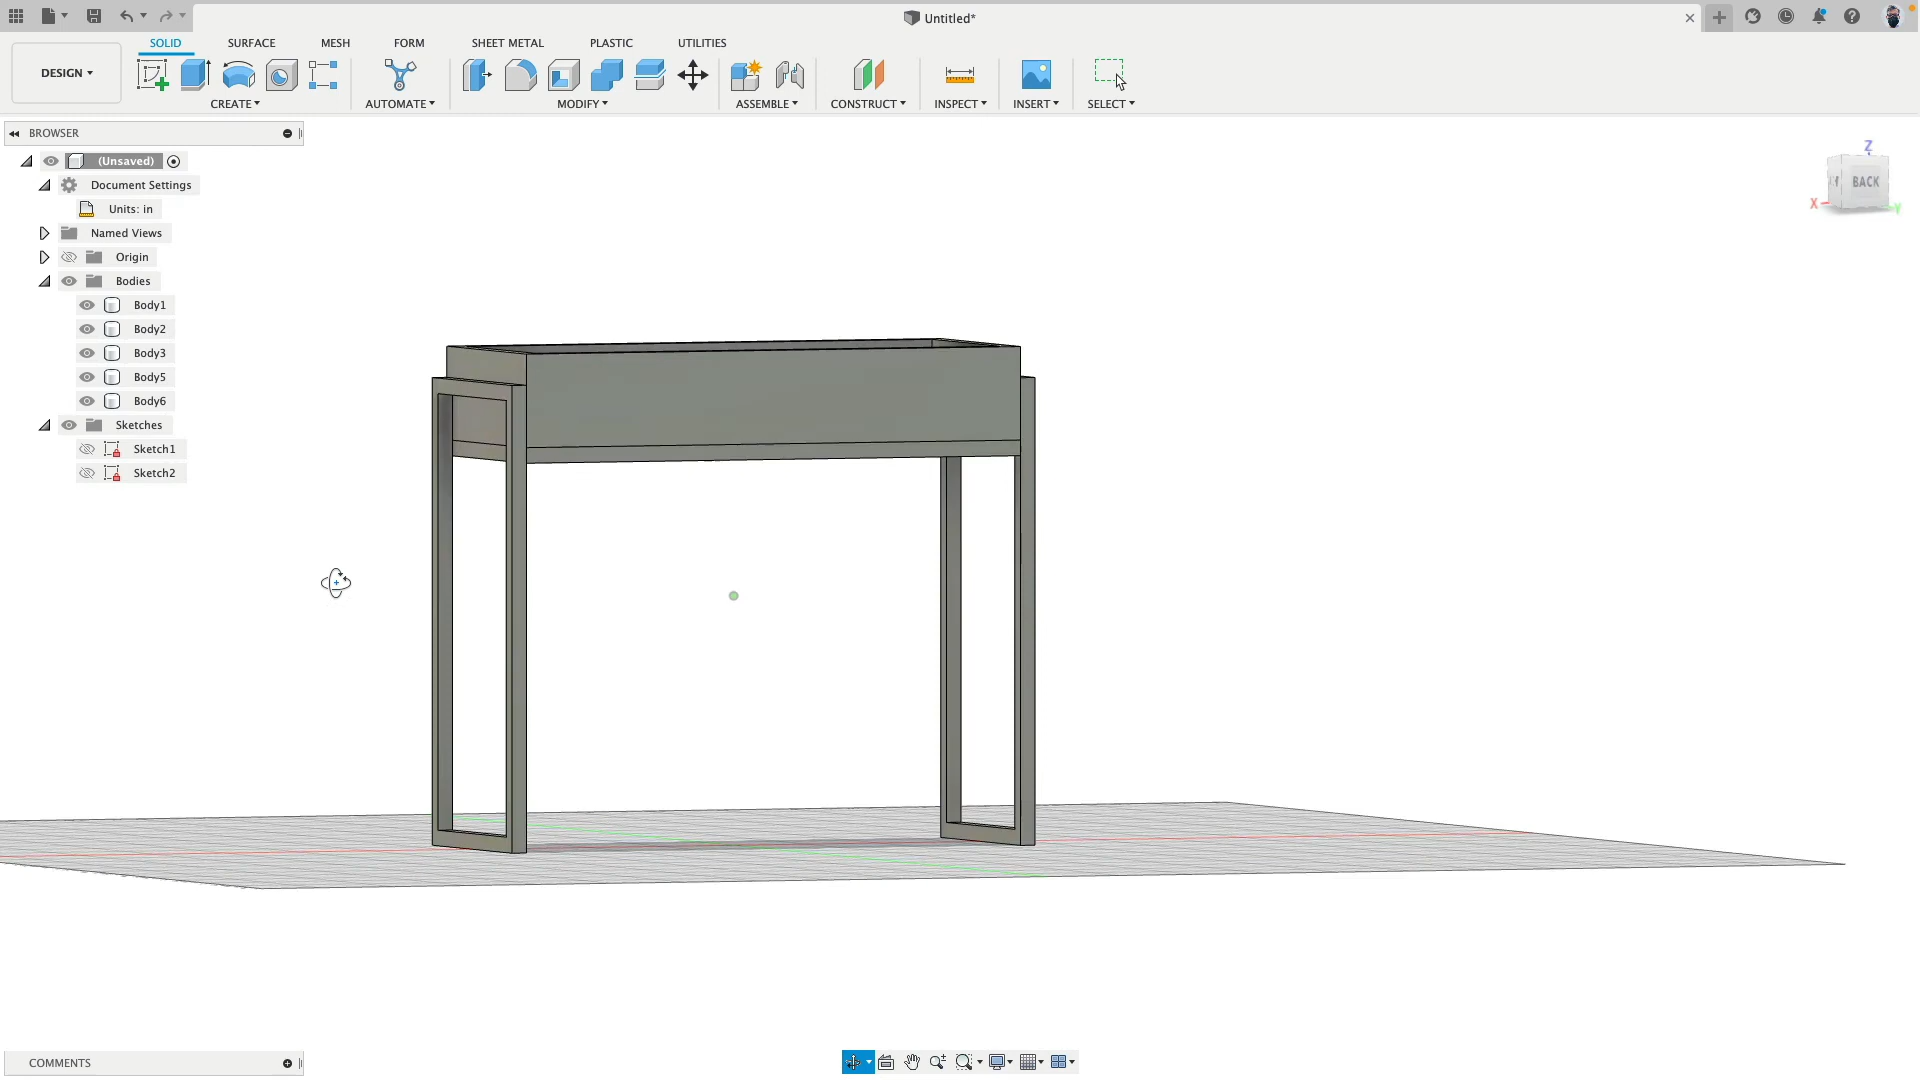 Untitled*
SOLID SURFACE MESH FORM SHEET METAL PLASTIC UTILITIES
DESIGN
CREATE AUTOMATE MODIFY ASSEMBLE CONSTRUCT INSPECT INSERT SELECT
BROWSER
(Unsaved)
Document Settings
Units: in
Named Views
Origin
Bodies
Body1
Body2
Body3
Body5
Body6
Sketches
Sketch1
Sketch2
Z
BACK
X
Y
COMMENTS